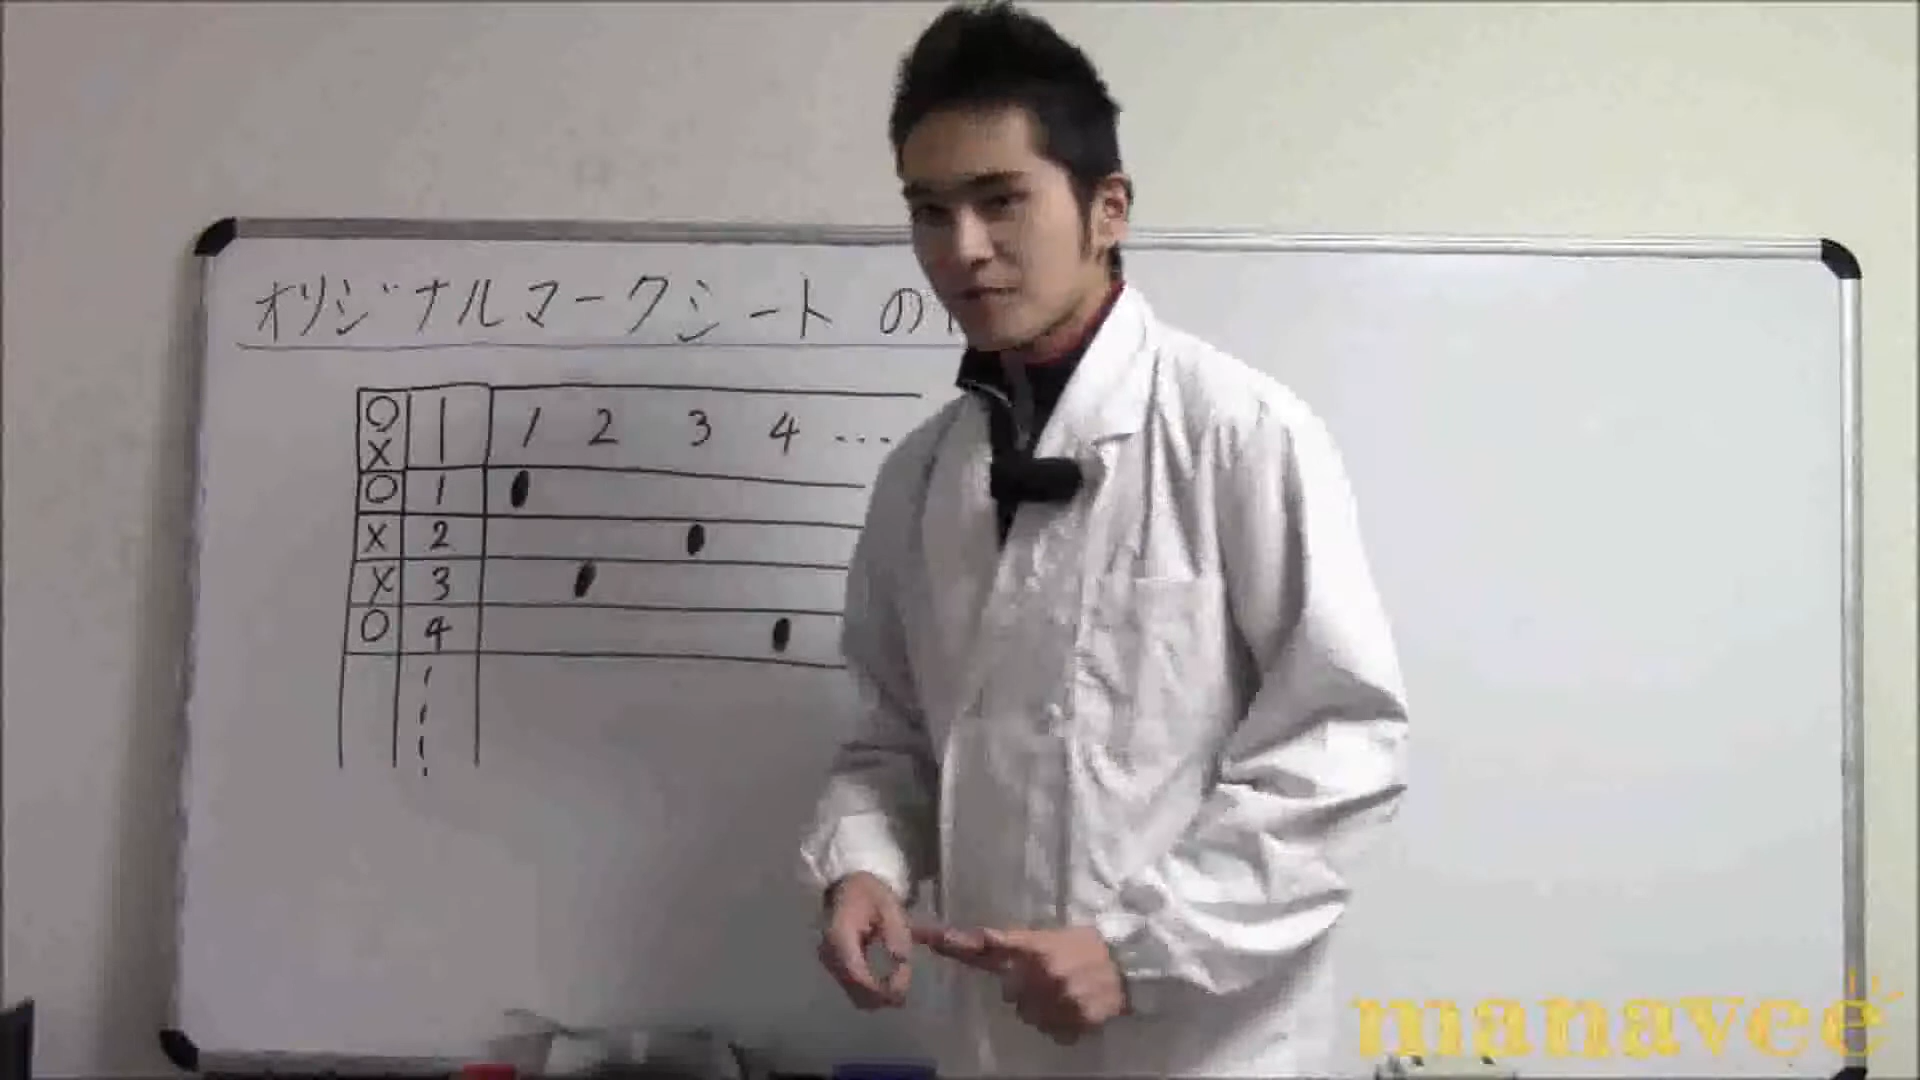 オリジナルマークシートの
○ × 1 1 2 3 4 ...
○ 1
× 2
× 3
○ 4
manavee